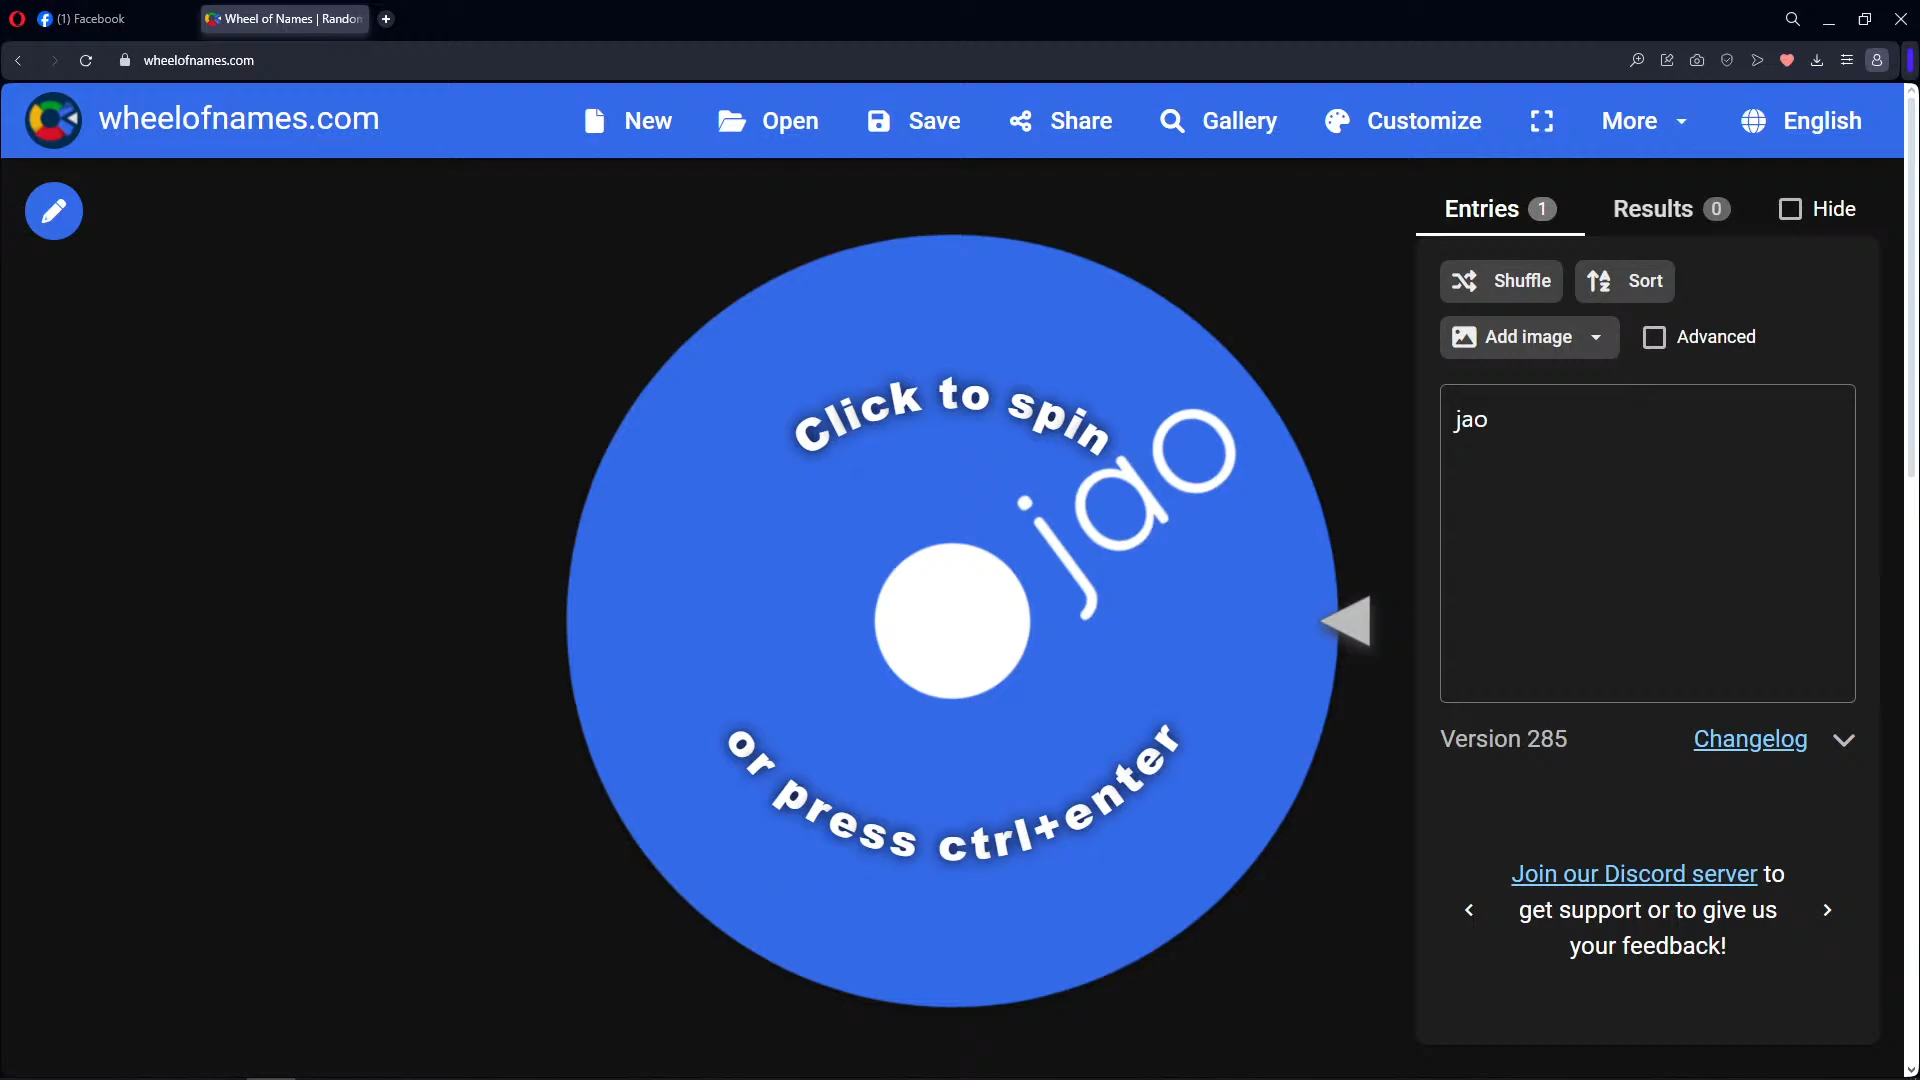 (1) Facebook
Wheel of Names | Random
wheelofnames.com
wheelofnames.com
New
Open
Save
Share
Gallery
Customize
More
English
Entries 1
Results 0
Hide
Shuffle
Sort
Add image
Advanced
jao
Click to spin
jao
or press ctrl+enter
Version 285
Changelog
Join our Discord server to
get support or to give us
your feedback!